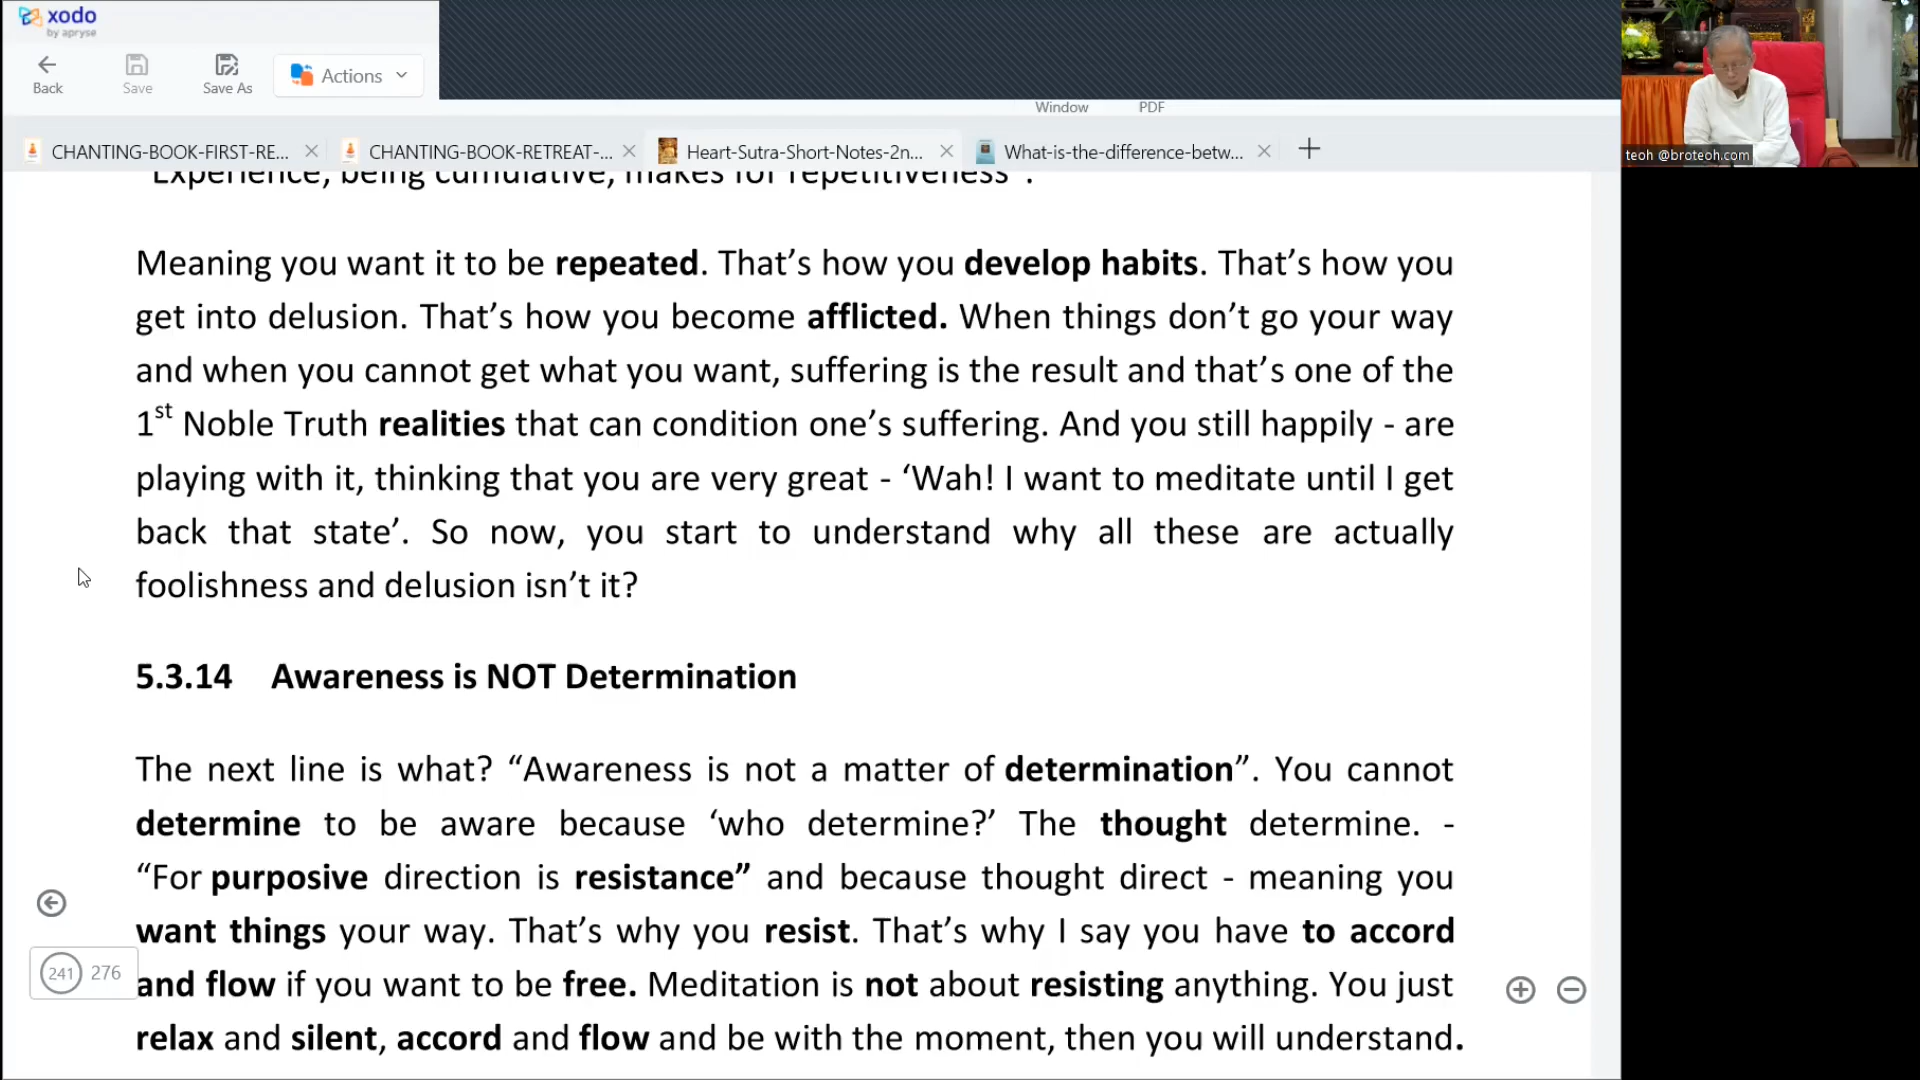 xodo
by apryse
Back
Save
Save As
Actions
Window
PDF
CHANTING-BOOK-FIRST-RE...
CHANTING-BOOK-RETREAT-...
Heart-Sutra-Short-Notes-2n...
What-is-the-difference-betw...
teoh @broteoh.com
“Experience, being cumulative, makes for repetitiveness”.
Meaning you want it to be repeated. That’s how you develop habits. That’s how you
get into delusion. That’s how you become afflicted. When things don’t go your way
and when you cannot get what you want, suffering is the result and that’s one of the
1st Noble Truth realities that can condition one’s suffering. And you still happily - are
playing with it, thinking that you are very great - ‘Wah! I want to meditate until I get
back that state’. So now, you start to understand why all these are actually
foolishness and delusion isn’t it?
5.3.14 Awareness is NOT Determination
The next line is what? “Awareness is not a matter of determination”. You cannot
determine to be aware because ‘who determine?’ The thought determine. -
“For purposive direction is resistance” and because thought direct - meaning you
want things your way. That’s why you resist. That’s why I say you have to accord
and flow if you want to be free. Meditation is not about resisting anything. You just
relax and silent, accord and flow and be with the moment, then you will understand.
241 276